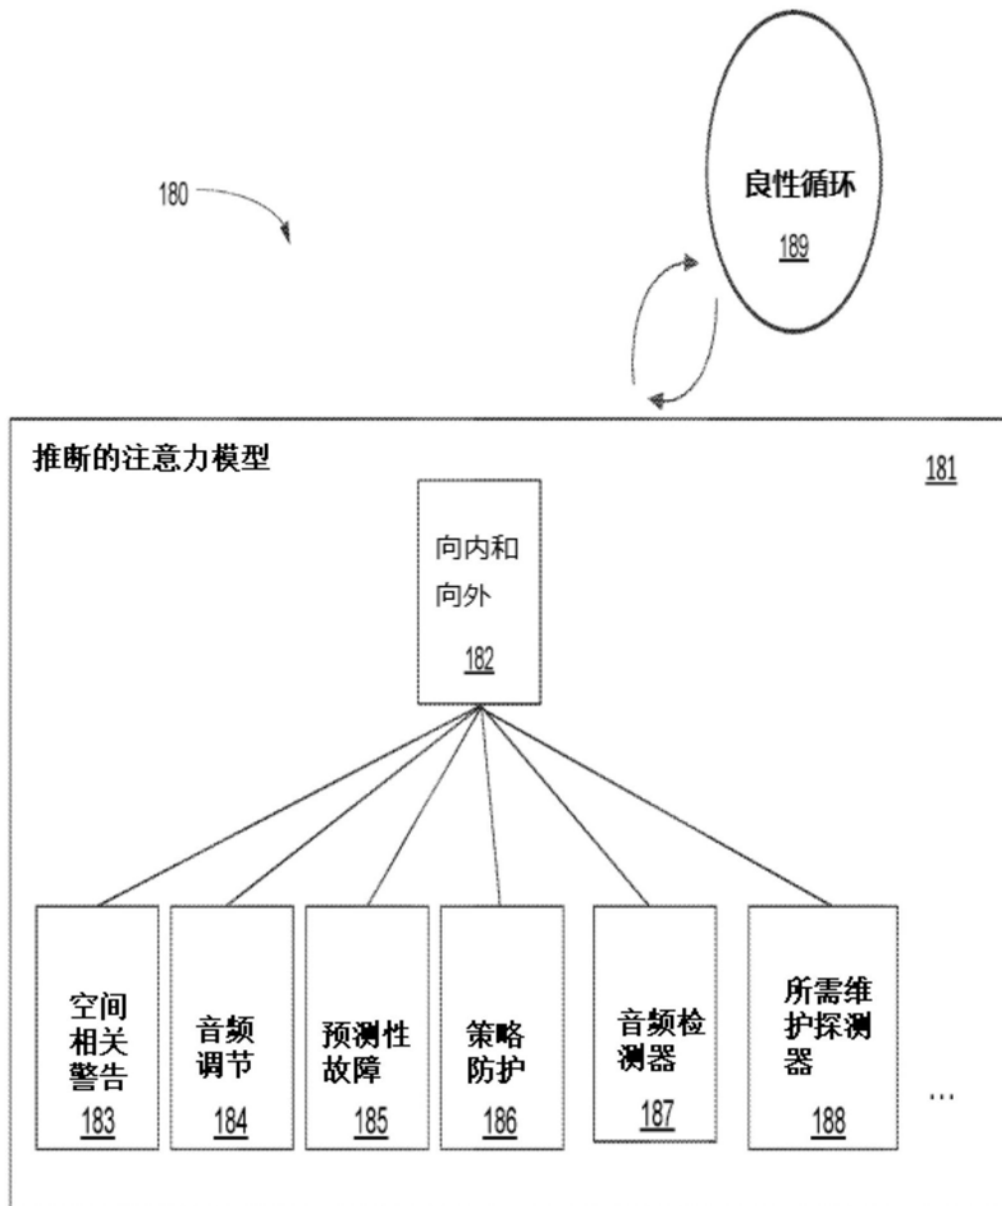 180
良性循环
189
推断的注意力模型
181
向内和
向外
182
空间
相关
警告
183
音频
调节
184
预测性
故障
185
策略
防护
186
音频检
测器
187
所需维
护探测
器
188
...